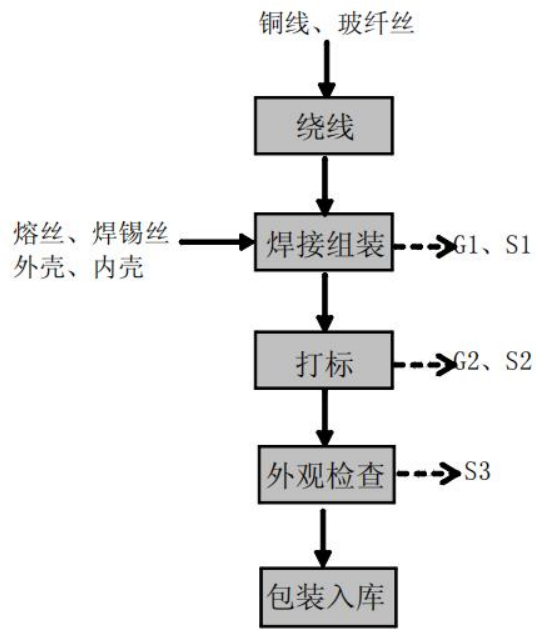 铜线、玻纤丝
绕线
熔丝、焊锡丝
外壳、内壳
焊接组装
G1、S1
打标
G2、S2
外观检查
S3
包装入库